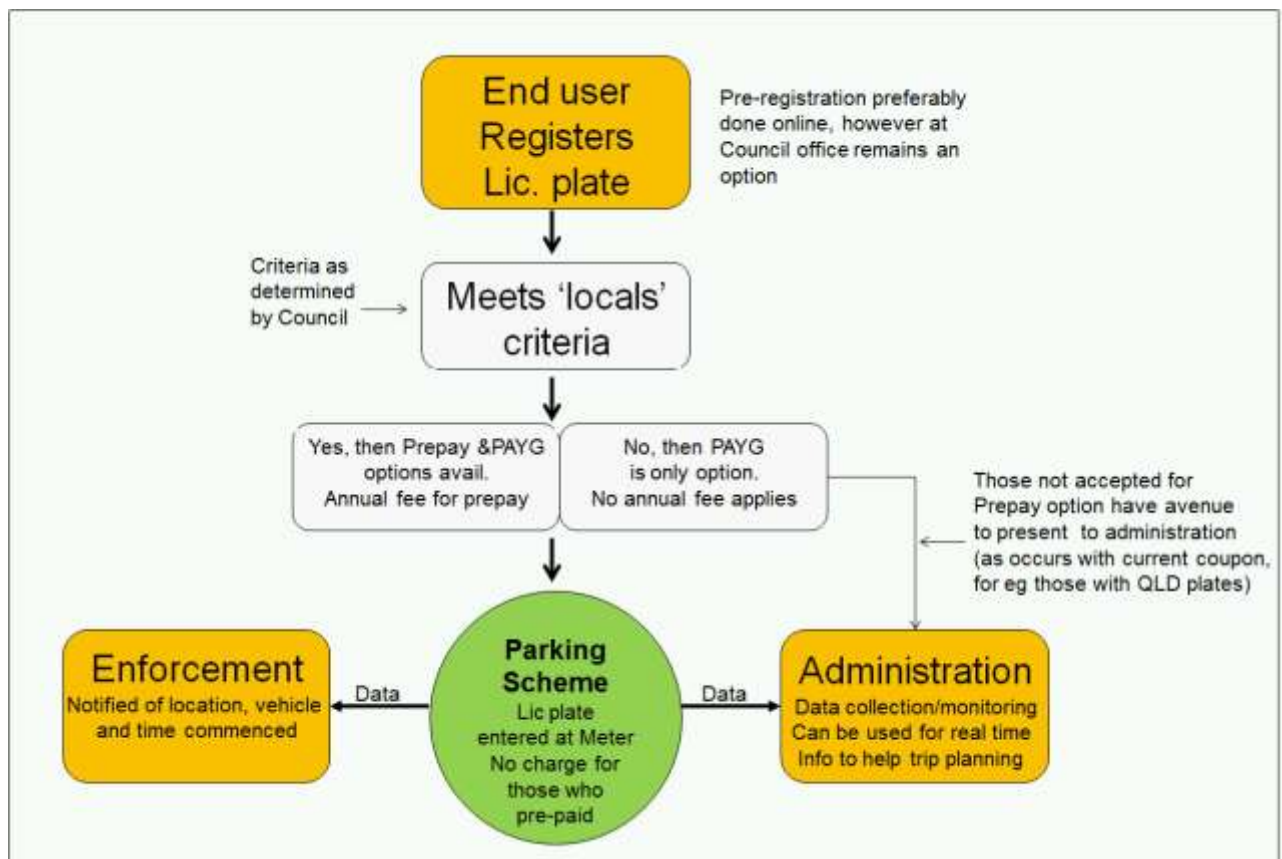 End user
Registers
Lic. plate
Pre-registration preferably
done online, however at
Council office remains an
option
Criteria as
determined
by Council
Meets ‘locals’
criteria
Yes, then Prepay &PAYG
options avail.
Annual fee for prepay
No, then PAYG
is only option.
No annual fee applies
Those not accepted for
Prepay option have avenue
to present to administration
(as occurs with current coupon,
for eg those with QLD plates)
Enforcement
Notified of location, vehicle
and time commenced
Data
Parking
Scheme
Lic plate
entered at Meter
No charge for
those who
pre-paid
Data
Administration
Data collection/monitoring
Can be used for real time
Info to help trip planning